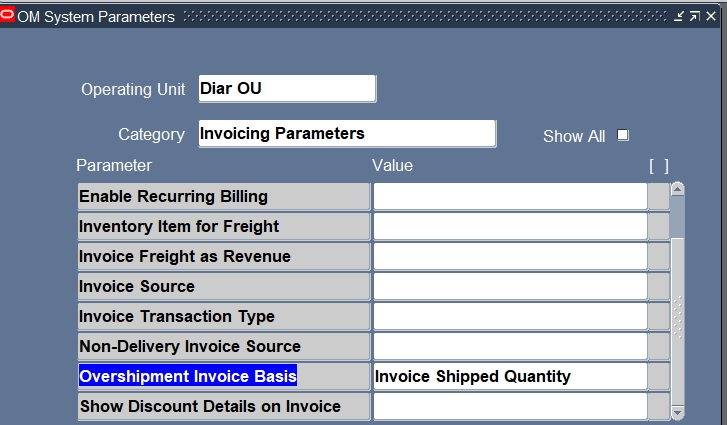 OM System Parameters
Operating Unit Diar OU
Category Invoicing Parameters Show All
Parameter Value [ ]
Enable Recurring Billing
Inventory Item for Freight
Invoice Freight as Revenue
Invoice Source
Invoice Transaction Type
Non-Delivery Invoice Source
Overshipment Invoice Basis Invoice Shipped Quantity
Show Discount Details on Invoice